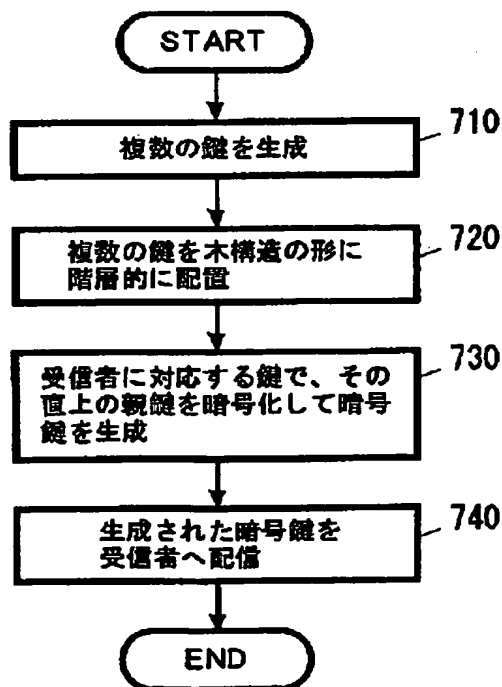 START
複数の鍵を生成
710
複数の鍵を木構造の形に
階層的に配置
720
受信者に対応する鍵で、その
直上の親鍵を暗号化して暗号
鍵を生成
730
生成された暗号鍵を
受信者へ配信
740
END